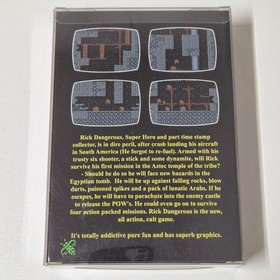 Rick Dangerous, Super Hero and part time stamp
collector, is in dire peril, after crash landing his aircraft
in South America (He forgot to re-fuel). Armed with his
trusty six shooter, a stick and some dynamite, will Rick
survive his first mission in the Aztec temple of the tribe?
- Should he do so he will face new hazards in the
Egyptian tomb. He will be up against falling rocks, blow
darts, poisoned spikes and a pack of lunatic Arabs. If he
escapes, he will have to parachute into the enemy castle
to release the POW's. He could even go on to survive
four action packed missions. Rick Dangerous is the new,
all action, cult game.
It's totally addictive pure fun and has superb graphics.